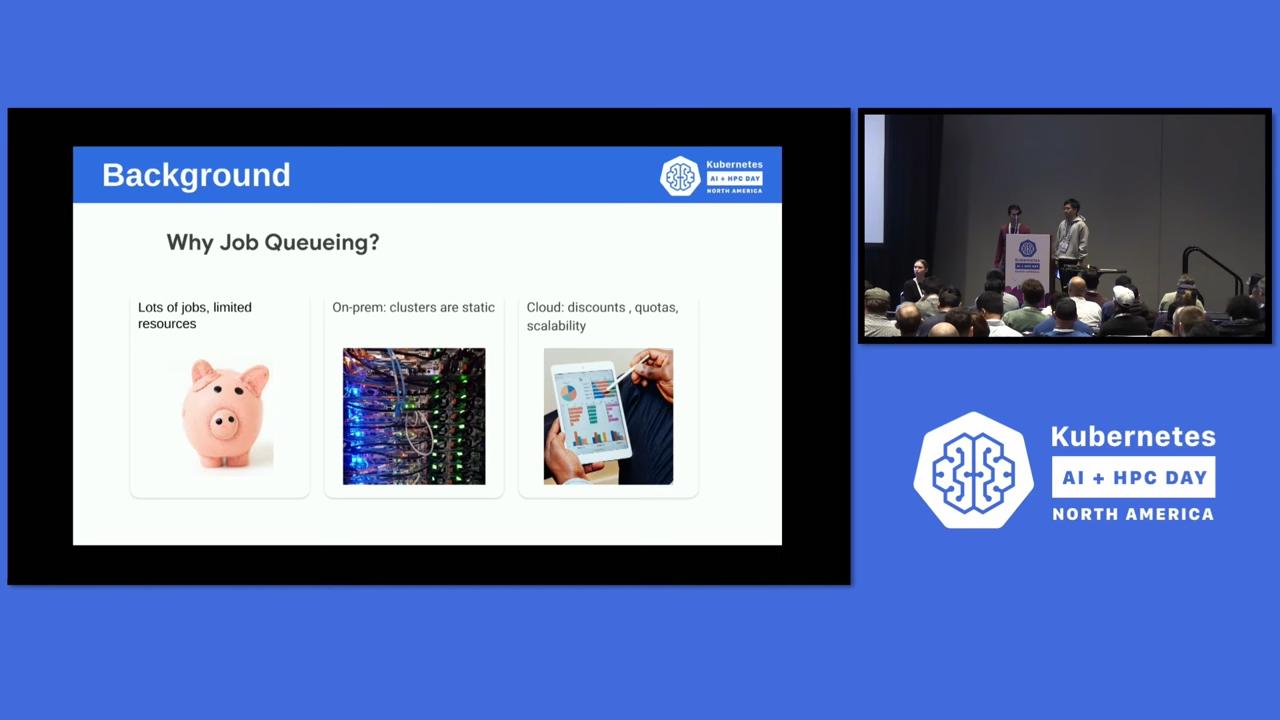 Background
Kubernetes
AI + HPC DAY
NORTH AMERICA
Why Job Queueing?
Lots of jobs, limited
resources
On-prem: clusters are static
Cloud: discounts , quotas,
scalability
Kubernetes
AI + HPC DAY
NORTH AMERICA